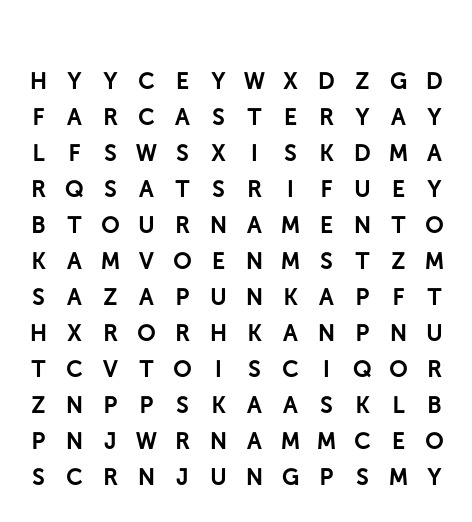 H Y Y C E Y W X D Z G D
F A R C A S T E R Y A Y
L F S W S X I S K D M A
R Q S A T S R I F U E Y
B T O U R N A M E N T O
K A M V O E N M S T Z M
S A Z A P U N K A P F T
H X R O R H K A N P N U
T C V T O I S C I Q O R
Z N P P S K A A S K L B
P N J W R N A M M C E O
S C R N J U N G P S M Y